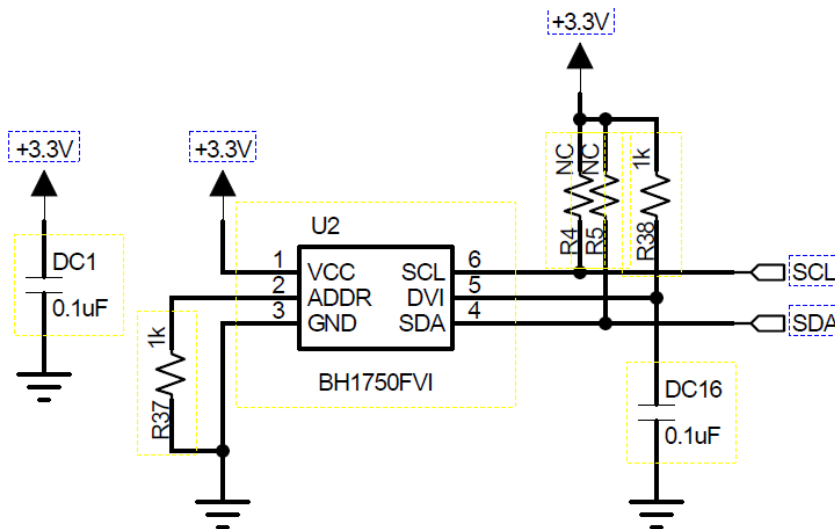 +3.3V
+3.3V
+3.3V
DC1
0.1uF
U2
1
VCC
SCL
6
2
ADDR
DVI
5
3
GND
SDA
4
BH1750FVI
1k
R37
NC
R4
NC
R5
1k
R38
SCL
SDA
DC16
0.1uF